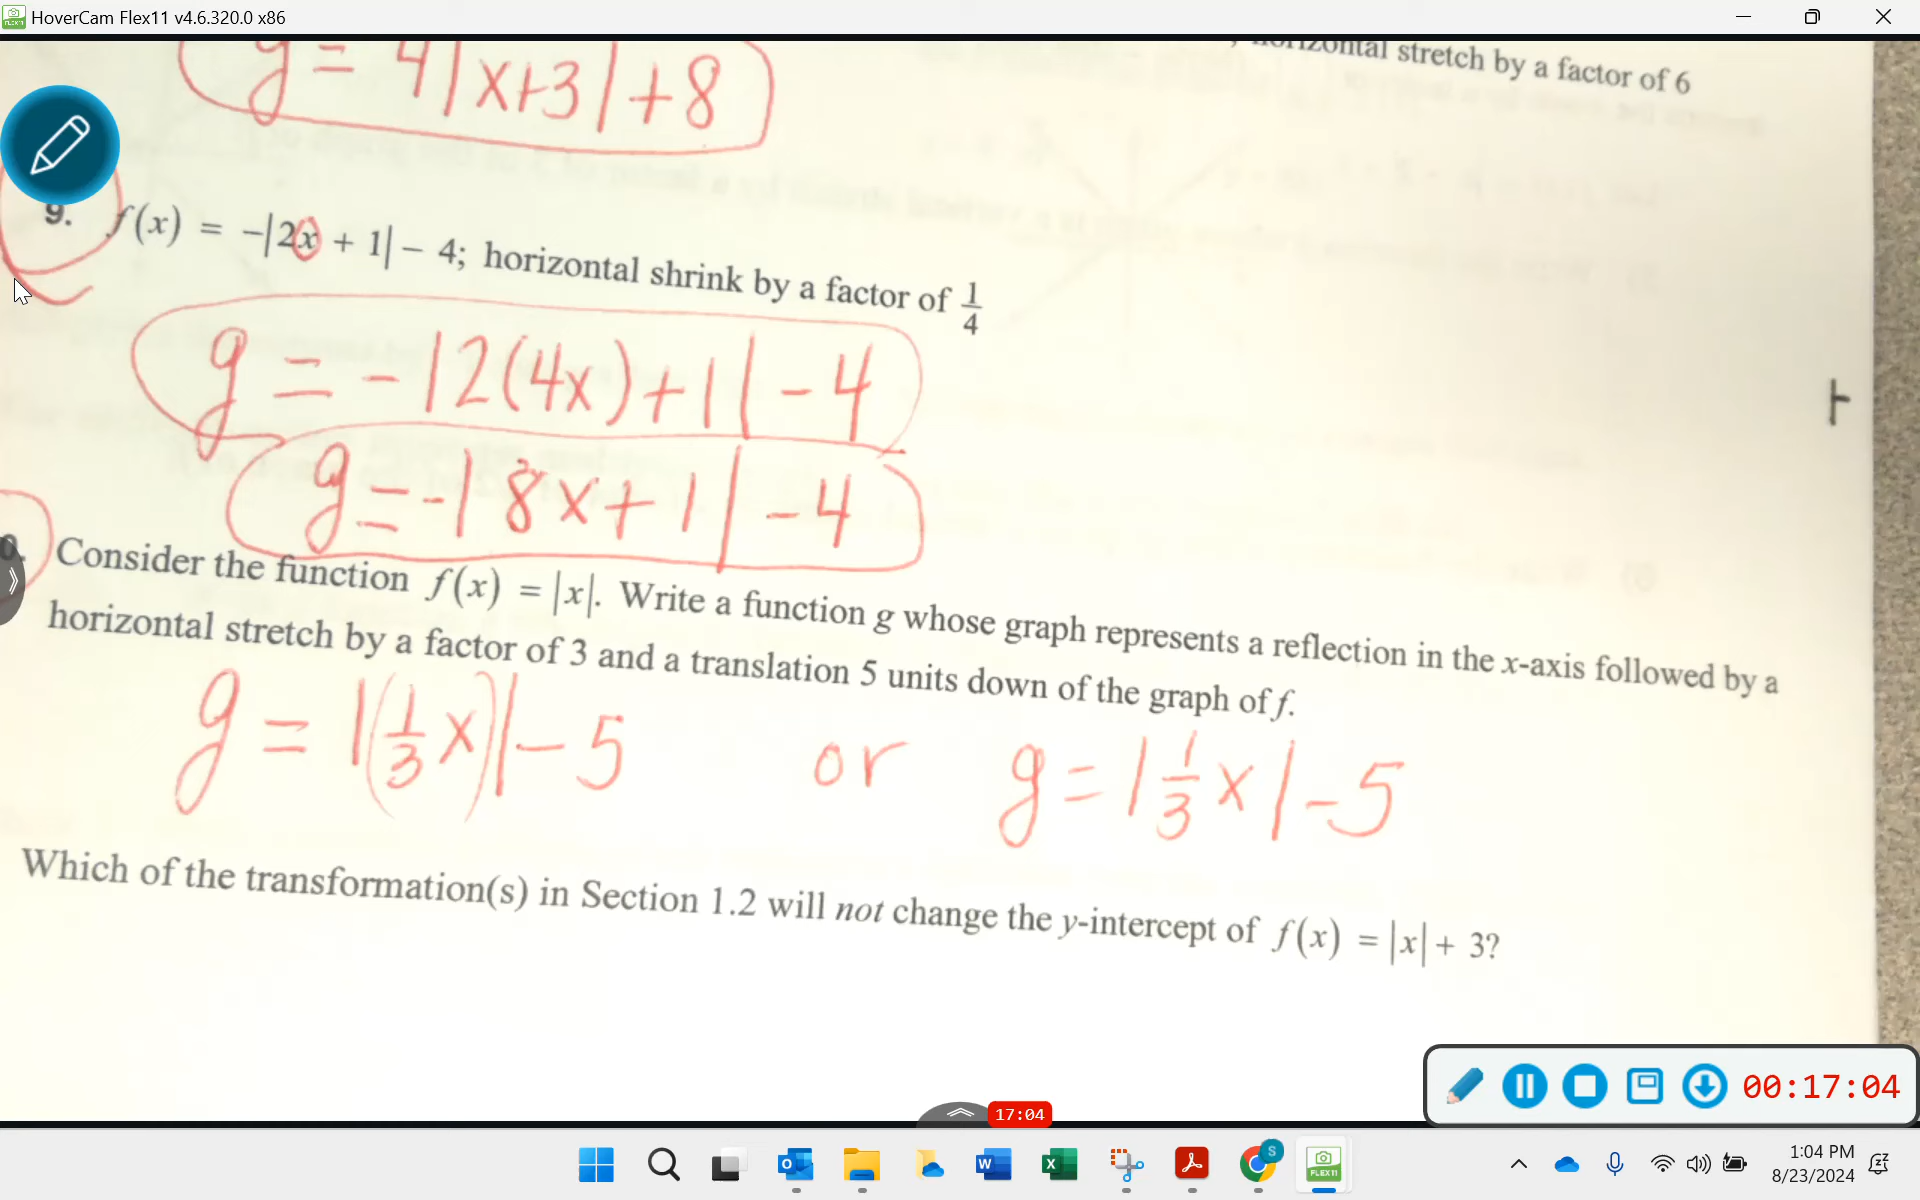 HoverCam Flex11 v4.6.320.0 x86
horizontal stretch by a factor of 6
y = 4|x+3|+8
9. f(x) = -|2x + 1| - 4; horizontal shrink by a factor of 1/4
g = -|2(4x)+1|-4
g = -|8x+1|-4
Consider the function f(x) = |x|. Write a function g whose graph represents a reflection in the x-axis followed by a
horizontal stretch by a factor of 3 and a translation 5 units down of the graph of f.
g = |(1/3 x)|-5 or g = |1/3 x|-5
Which of the transformation(s) in Section 1.2 will not change the y-intercept of f(x) = |x| + 3?
00:17:04
17:04
1:04 PM
8/23/2024
FLEX11
S